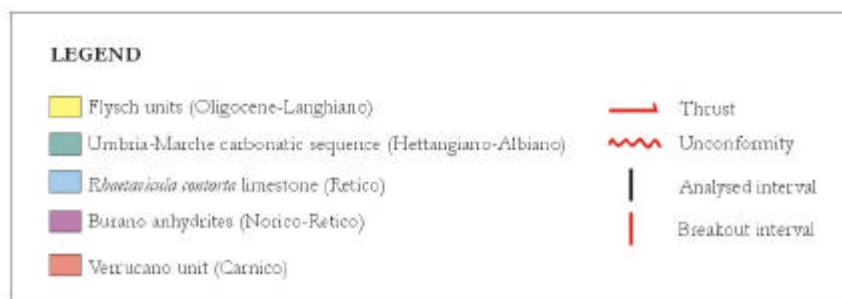 LEGEND
Flysch units (Oligocene-Langhiano)
Umbria-Marche carbonatic sequence (Hettangiano-Albiano)
Rhaetavicula contorta limestone (Retico)
Burano anhydrites (Norico-Retico)
Verrucano unit (Carnico)
Thrust
Unconformity
Analysed interval
Breakout interval